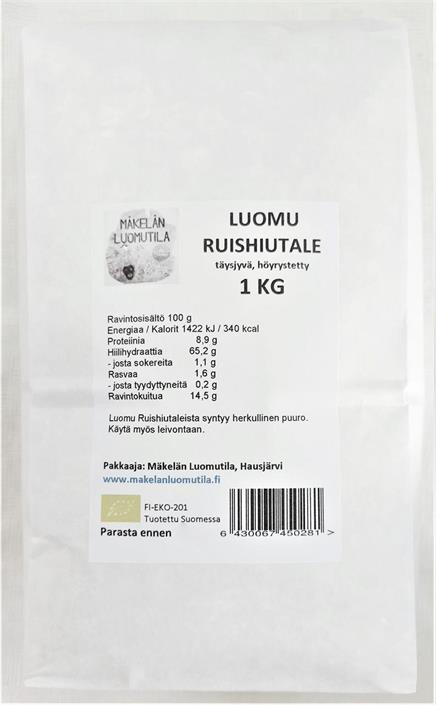 MÄKELÄN
LUOMUTILA
LUOMU
RUISHIUTALE
täysjyvä, höyrystetty
1 KG
Ravintosisältö 100 g
Energiaa / Kalorit 1422 kJ / 340 kcal
Proteiinia 8,9 g
Hiilihydraattia 65,2 g
- josta sokereita 1,1 g
Rasvaa 1,6 g
- josta tyydyttyneitä 0,2 g
Ravintokuitua 14,5 g
Luomu Ruishiutaleista syntyy herkullinen puuro.
Käytä myös leivontaan.
Pakkaaja: Mäkelän Luomutila, Hausjärvi
www.makelanluomutila.fi
FI-EKO-201
Tuotettu Suomessa
Parasta ennen
6 430067 450281 >